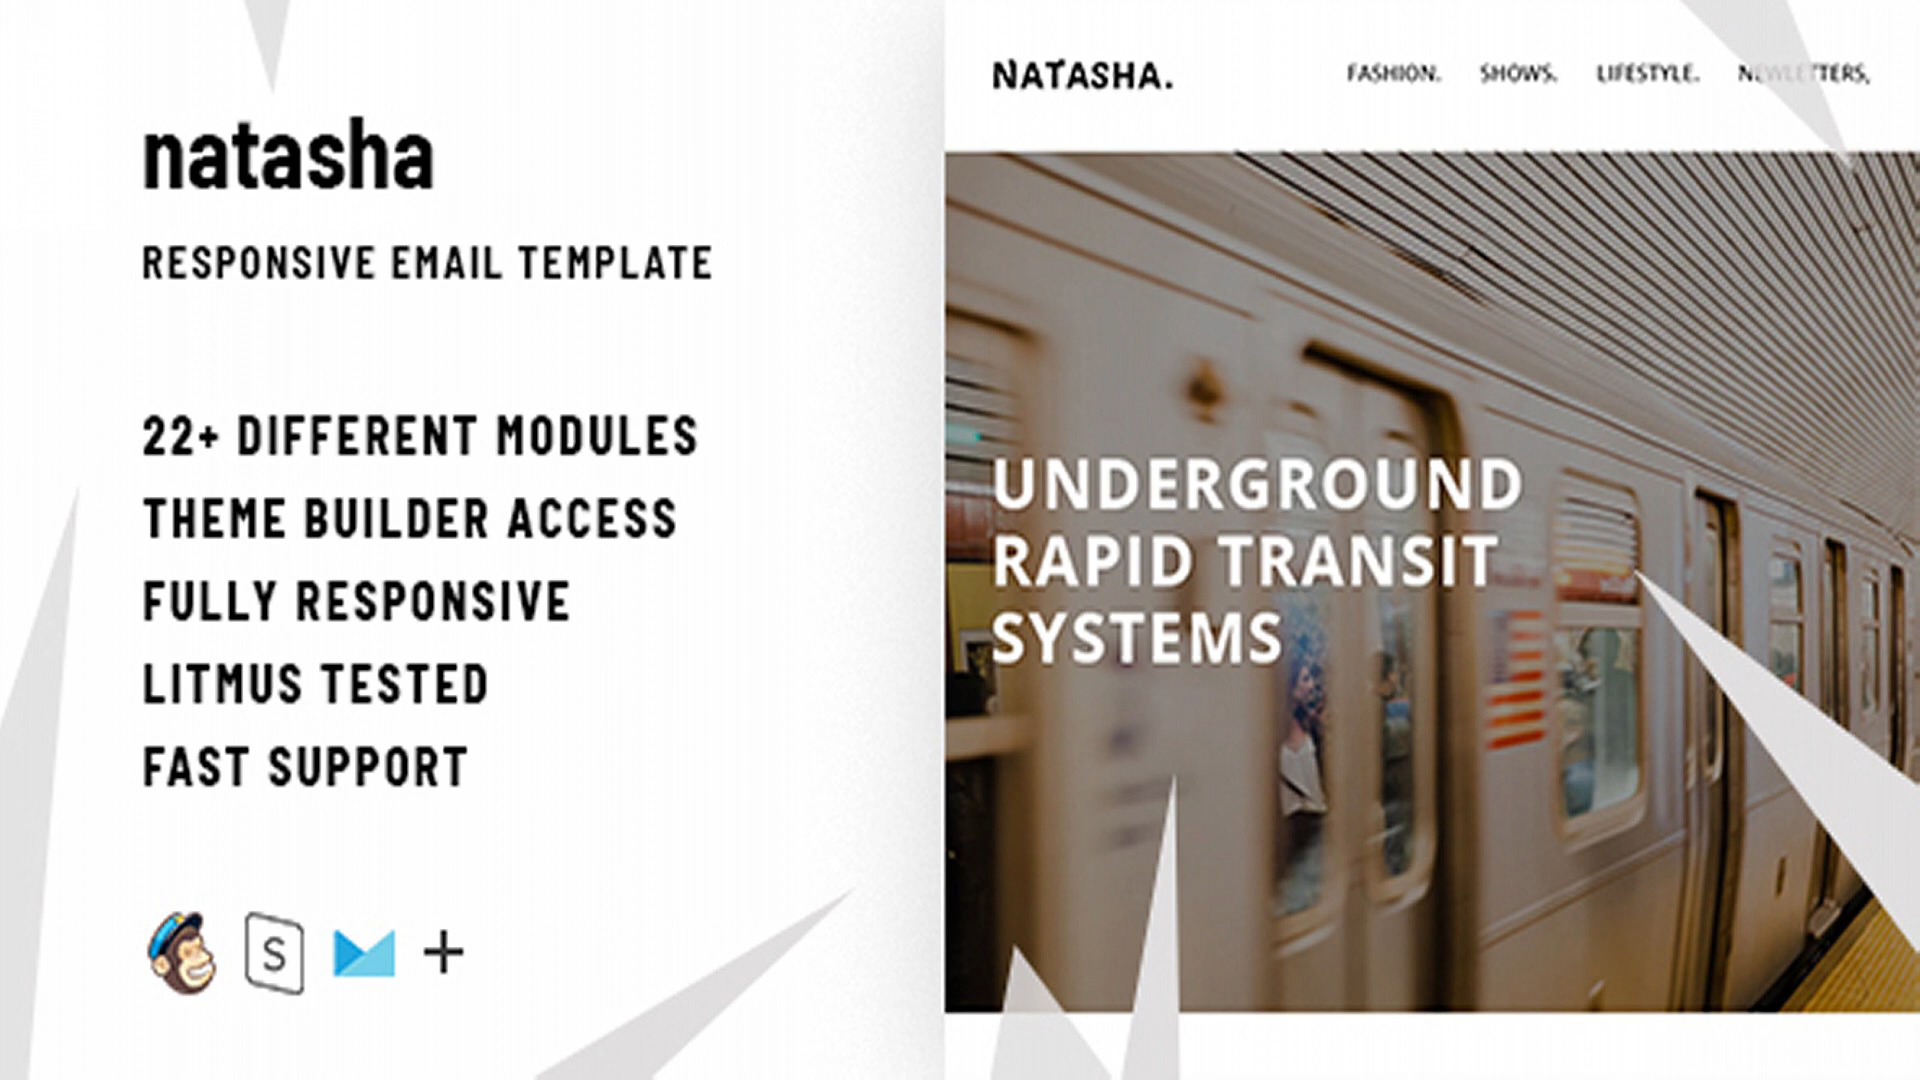 natasha
RESPONSIVE EMAIL TEMPLATE
22+ DIFFERENT MODULES
THEME BUILDER ACCESS
FULLY RESPONSIVE
LITMUS TESTED
FAST SUPPORT
S
+
NATASHA.
FASHION. SHOWS. LIFESTYLE. NEWLETTERS,
UNDERGROUND
RAPID TRANSIT
SYSTEMS